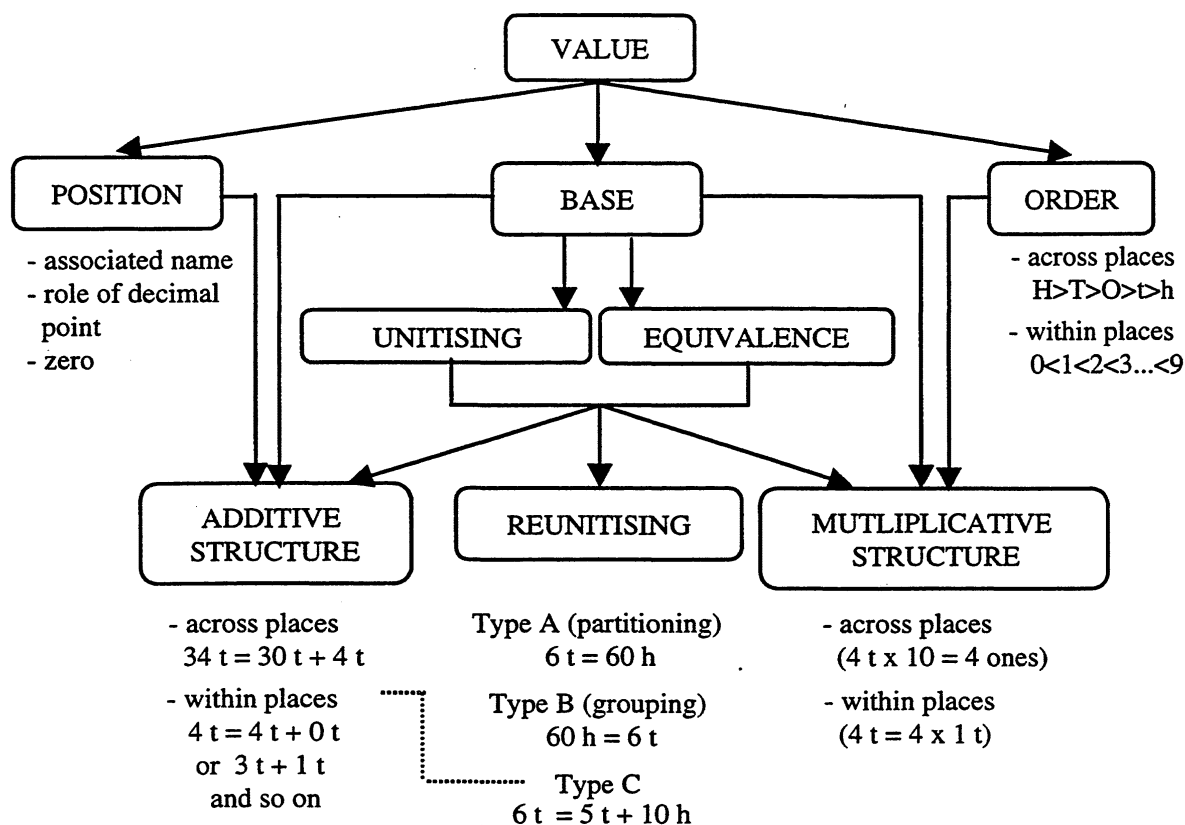 VALUE
POSITION
BASE
ORDER
- associated name
- role of decimal
point
- zero
- across places
H>T>O>t>h
- within places
0<1<2<3...<9
UNITISING
EQUIVALENCE
ADDITIVE
STRUCTURE
REUNITISING
MUTLIPLICATIVE
STRUCTURE
- across places
34 t = 30 t + 4 t
- within places
4 t = 4 t + 0 t
or 3 t + 1 t
and so on
Type A (partitioning)
6 t = 60 h
Type B (grouping)
60 h = 6 t
Type C
6 t = 5 t + 10 h
- across places
(4 t x 10 = 4 ones)
- within places
(4 t = 4 x 1 t)